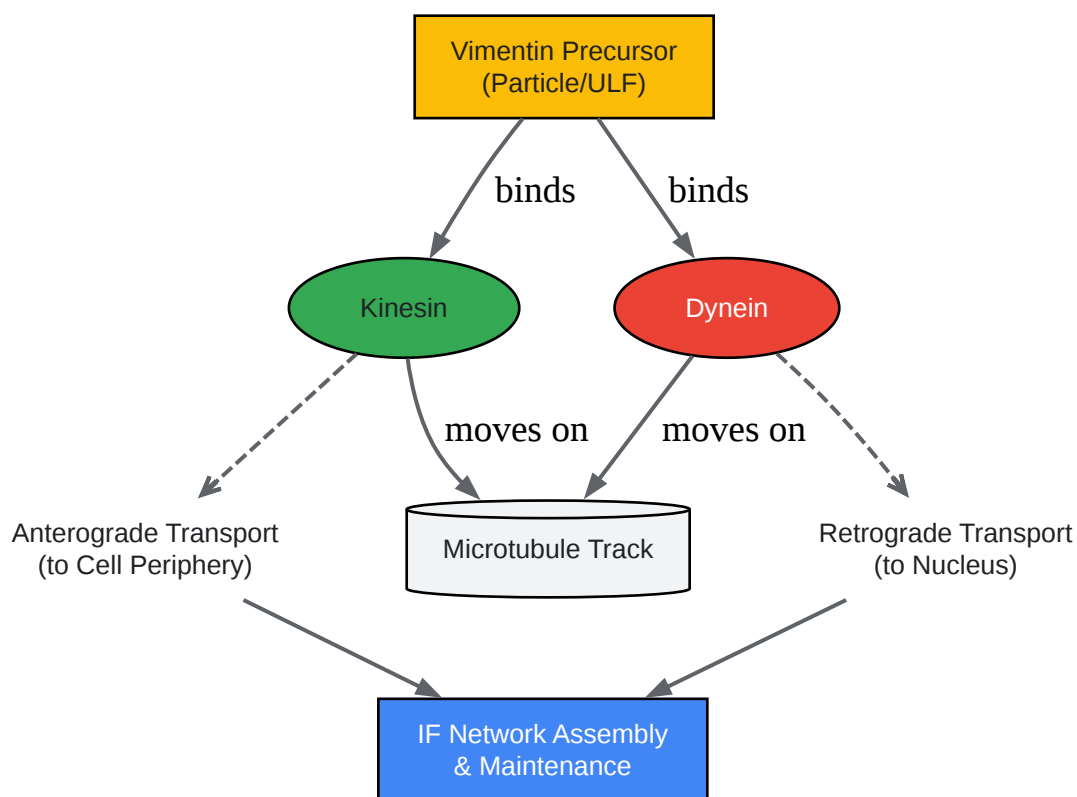 Vimentin Precursor
(Particle/ULF)
binds
binds
Kinesin
Dynein
moves on
moves on
Anterograde Transport
(to Cell Periphery)
Microtubule Track
Retrograde Transport
(to Nucleus)
IF Network Assembly
& Maintenance